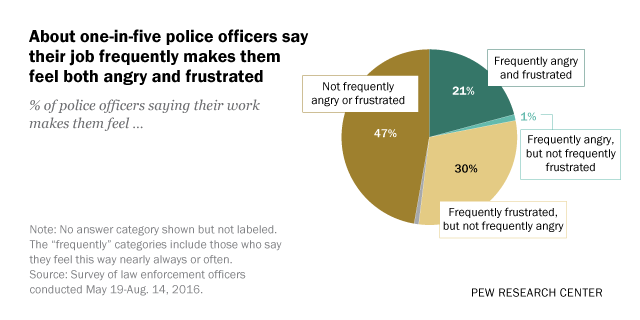 About one-in-five police officers say
their job frequently makes them
feel both angry and frustrated
% of police officers saying their work
makes them feel ...
Frequently angry
and frustrated
21%
1%
Frequently angry,
but not frequently
frustrated
30%
Frequently frustrated,
but not frequently angry
Not frequently
angry or frustrated
47%
Note: No answer category shown but not labeled.
The “frequently” categories include those who say
they feel this way nearly always or often.
Source: Survey of law enforcement officers
conducted May 19-Aug. 14, 2016.
PEW RESEARCH CENTER